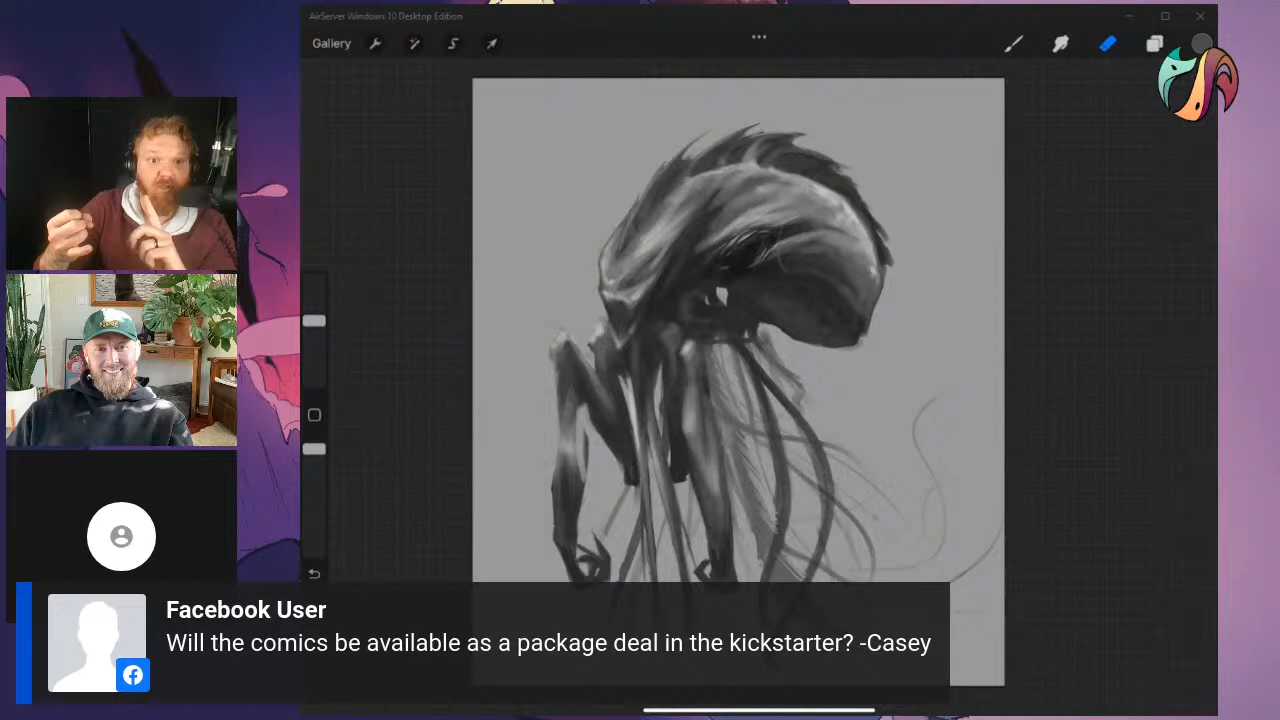 AirServer Windows 10 Desktop Edition
Gallery
Facebook User
Will the comics be available as a package deal in the kickstarter? -Casey